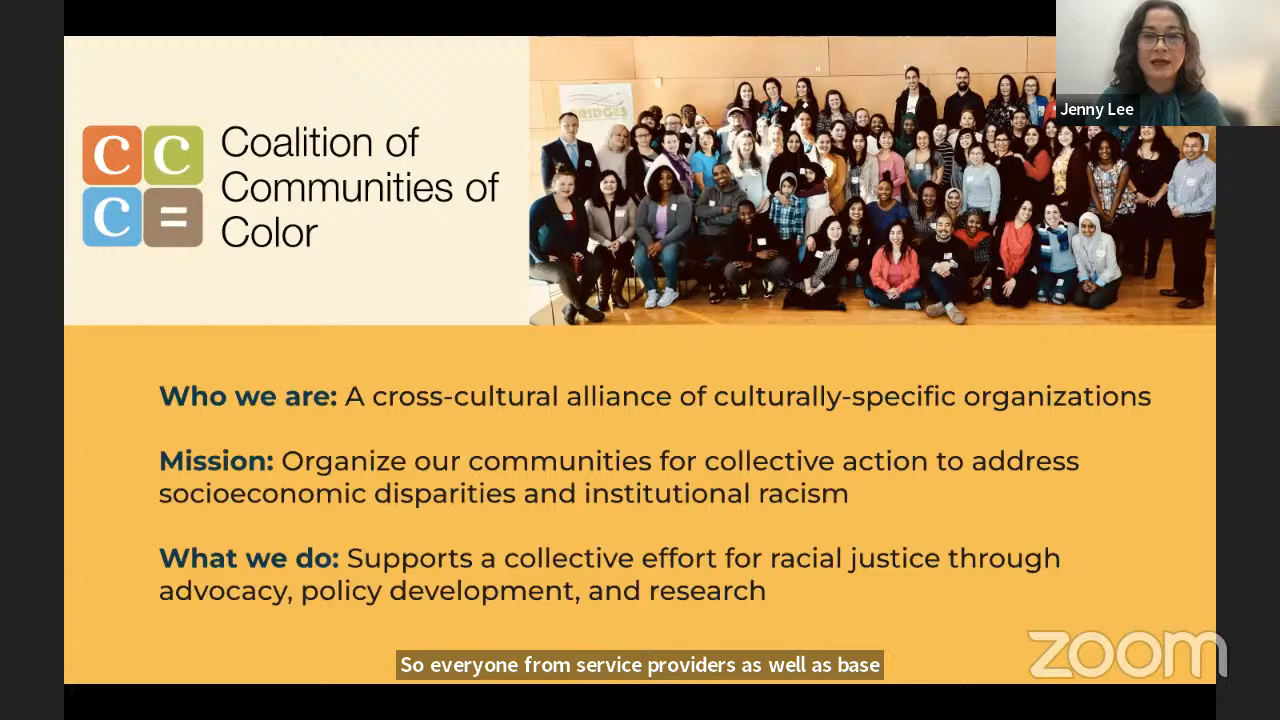 Jenny Lee
C C
C =
Coalition of
Communities of
Color
Who we are: A cross-cultural alliance of culturally-specific organizations
Mission: Organize our communities for collective action to address
socioeconomic disparities and institutional racism
What we do: Supports a collective effort for racial justice through
advocacy, policy development, and research
So everyone from service providers as well as base
zoom